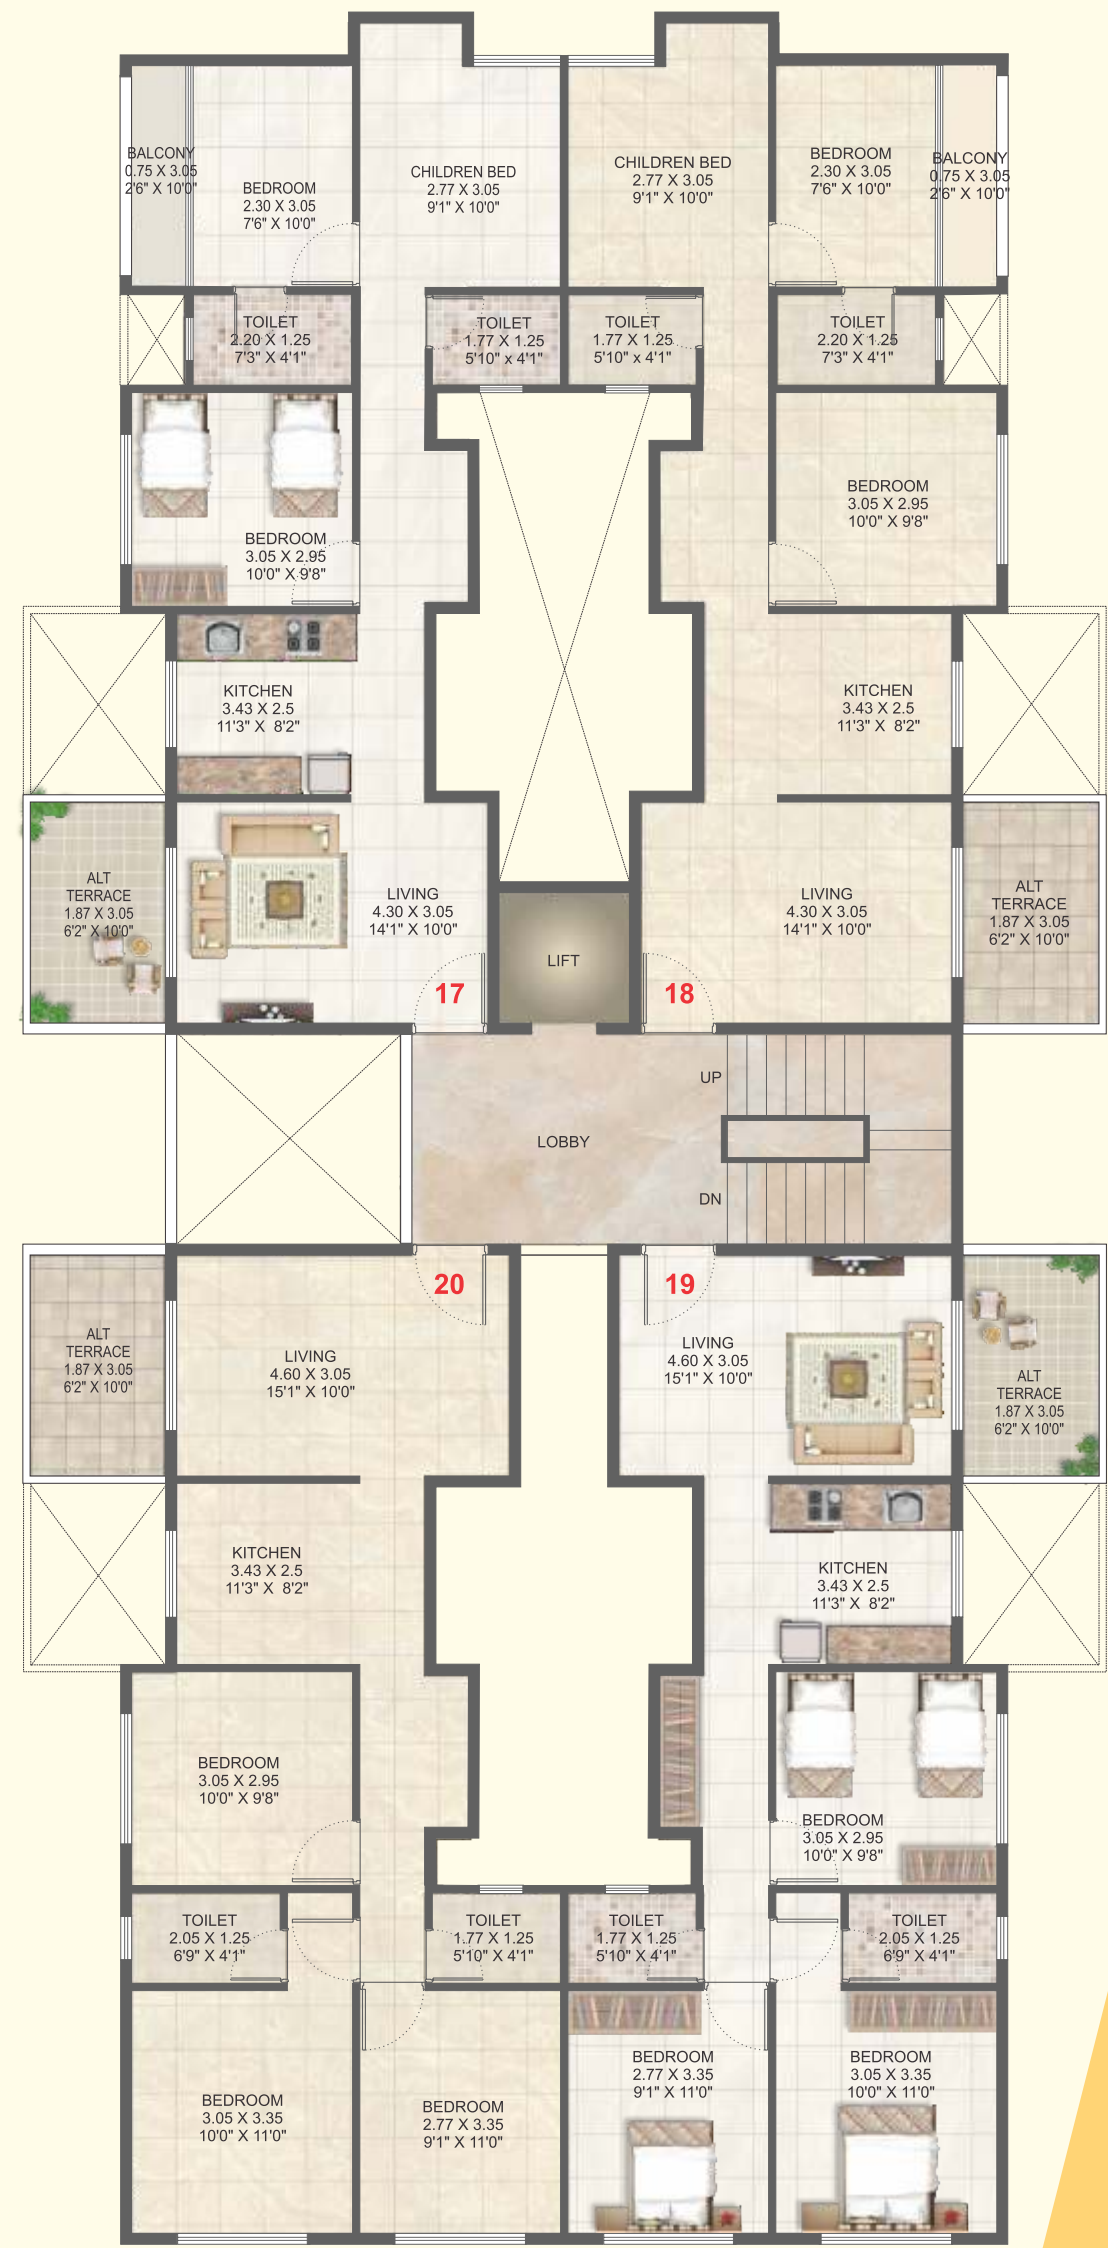 BALCONY
0.75 X 3.05
2'6" X 10'0"
BEDROOM
2.30 X 3.05
7'6" X 10'0"
CHILDREN BED
2.77 X 3.05
9'1" X 10'0"
CHILDREN BED
2.77 X 3.05
9'1" X 10'0"
BEDROOM
2.30 X 3.05
7'6" X 10'0"
BALCONY
0.75 X 3.05
2'6" X 10'0"
TOILET
2.20 X 1.25
7'3" X 4'1"
TOILET
1.77 X 1.25
5'10" x 4'1"
TOILET
1.77 X 1.25
5'10" x 4'1"
TOILET
2.20 X 1.25
7'3" X 4'1"
BEDROOM
3.05 X 2.95
10'0" X 9'8"
BEDROOM
3.05 X 2.95
10'0" X 9'8"
KITCHEN
3.43 X 2.5
11'3" X 8'2"
KITCHEN
3.43 X 2.5
11'3" X 8'2"
ALT
TERRACE
1.87 X 3.05
6'2" X 10'0"
LIVING
4.30 X 3.05
14'1" X 10'0"
17
LIFT
LIVING
4.30 X 3.05
14'1" X 10'0"
18
ALT
TERRACE
1.87 X 3.05
6'2" X 10'0"
UP
LOBBY
DN
20
19
ALT
TERRACE
1.87 X 3.05
6'2" X 10'0"
LIVING
4.60 X 3.05
15'1" X 10'0"
LIVING
4.60 X 3.05
15'1" X 10'0"
ALT
TERRACE
1.87 X 3.05
6'2" X 10'0"
KITCHEN
3.43 X 2.5
11'3" X 8'2"
KITCHEN
3.43 X 2.5
11'3" X 8'2"
BEDROOM
3.05 X 2.95
10'0" X 9'8"
BEDROOM
3.05 X 2.95
10'0" X 9'8"
TOILET
2.05 X 1.25
6'9" X 4'1"
TOILET
1.77 X 1.25
5'10" X 4'1"
TOILET
1.77 X 1.25
5'10" X 4'1"
TOILET
2.05 X 1.25
6'9" X 4'1"
BEDROOM
3.05 X 3.35
10'0" X 11'0"
BEDROOM
2.77 X 3.35
9'1" X 11'0"
BEDROOM
2.77 X 3.35
9'1" X 11'0"
BEDROOM
3.05 X 3.35
10'0" X 11'0"